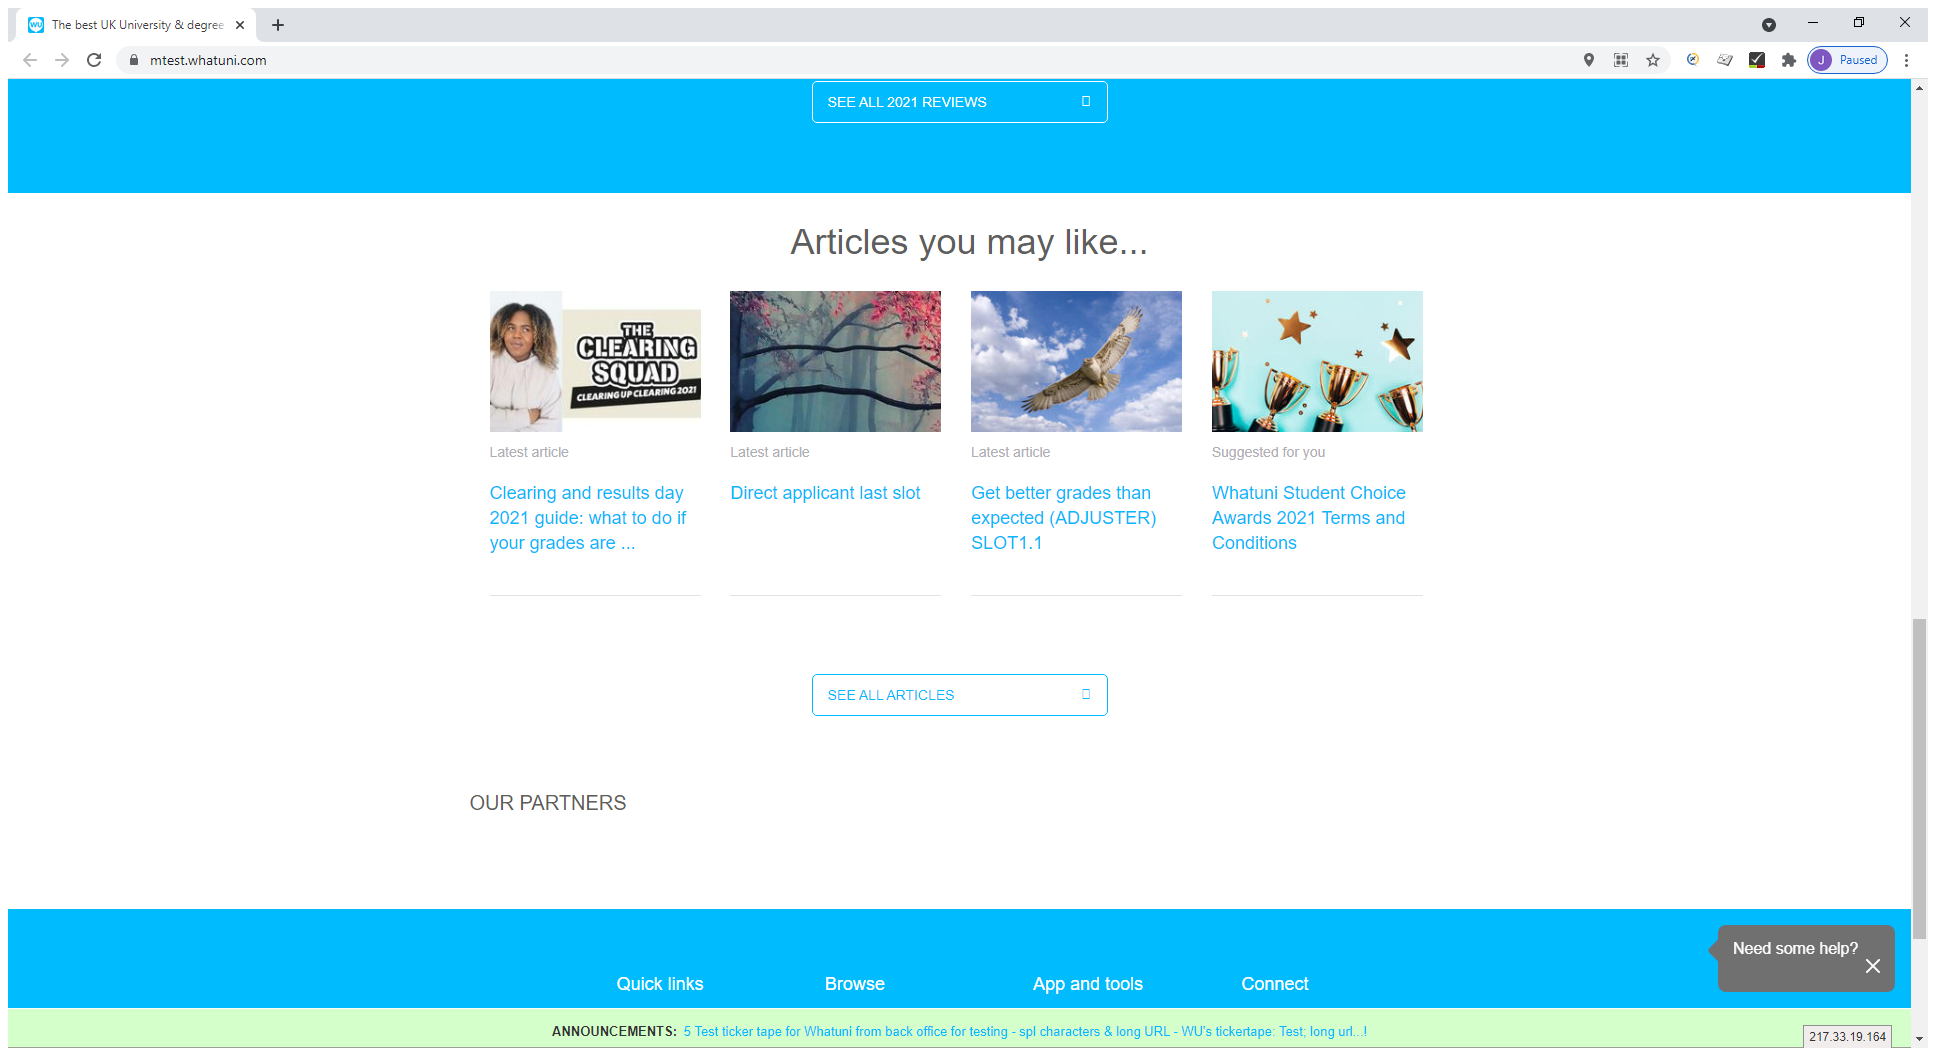 The best UK University & degree
mtest.whatuni.com
J Paused
SEE ALL 2021 REVIEWS
Articles you may like...
THE
CLEARING
SQUAD
CLEARING UP CLEARING 2021
Latest article
Clearing and results day
2021 guide: what to do if
your grades are ...
Latest article
Direct applicant last slot
Latest article
Get better grades than
expected (ADJUSTER)
SLOT1.1
Suggested for you
Whatuni Student Choice
Awards 2021 Terms and
Conditions
SEE ALL ARTICLES
OUR PARTNERS
Need some help?
Quick links
Browse
App and tools
Connect
ANNOUNCEMENTS: 5 Test ticker tape for Whatuni from back office for testing - spl characters & long URL - WU's tickertape: Test; long url...!
217.33.19.164